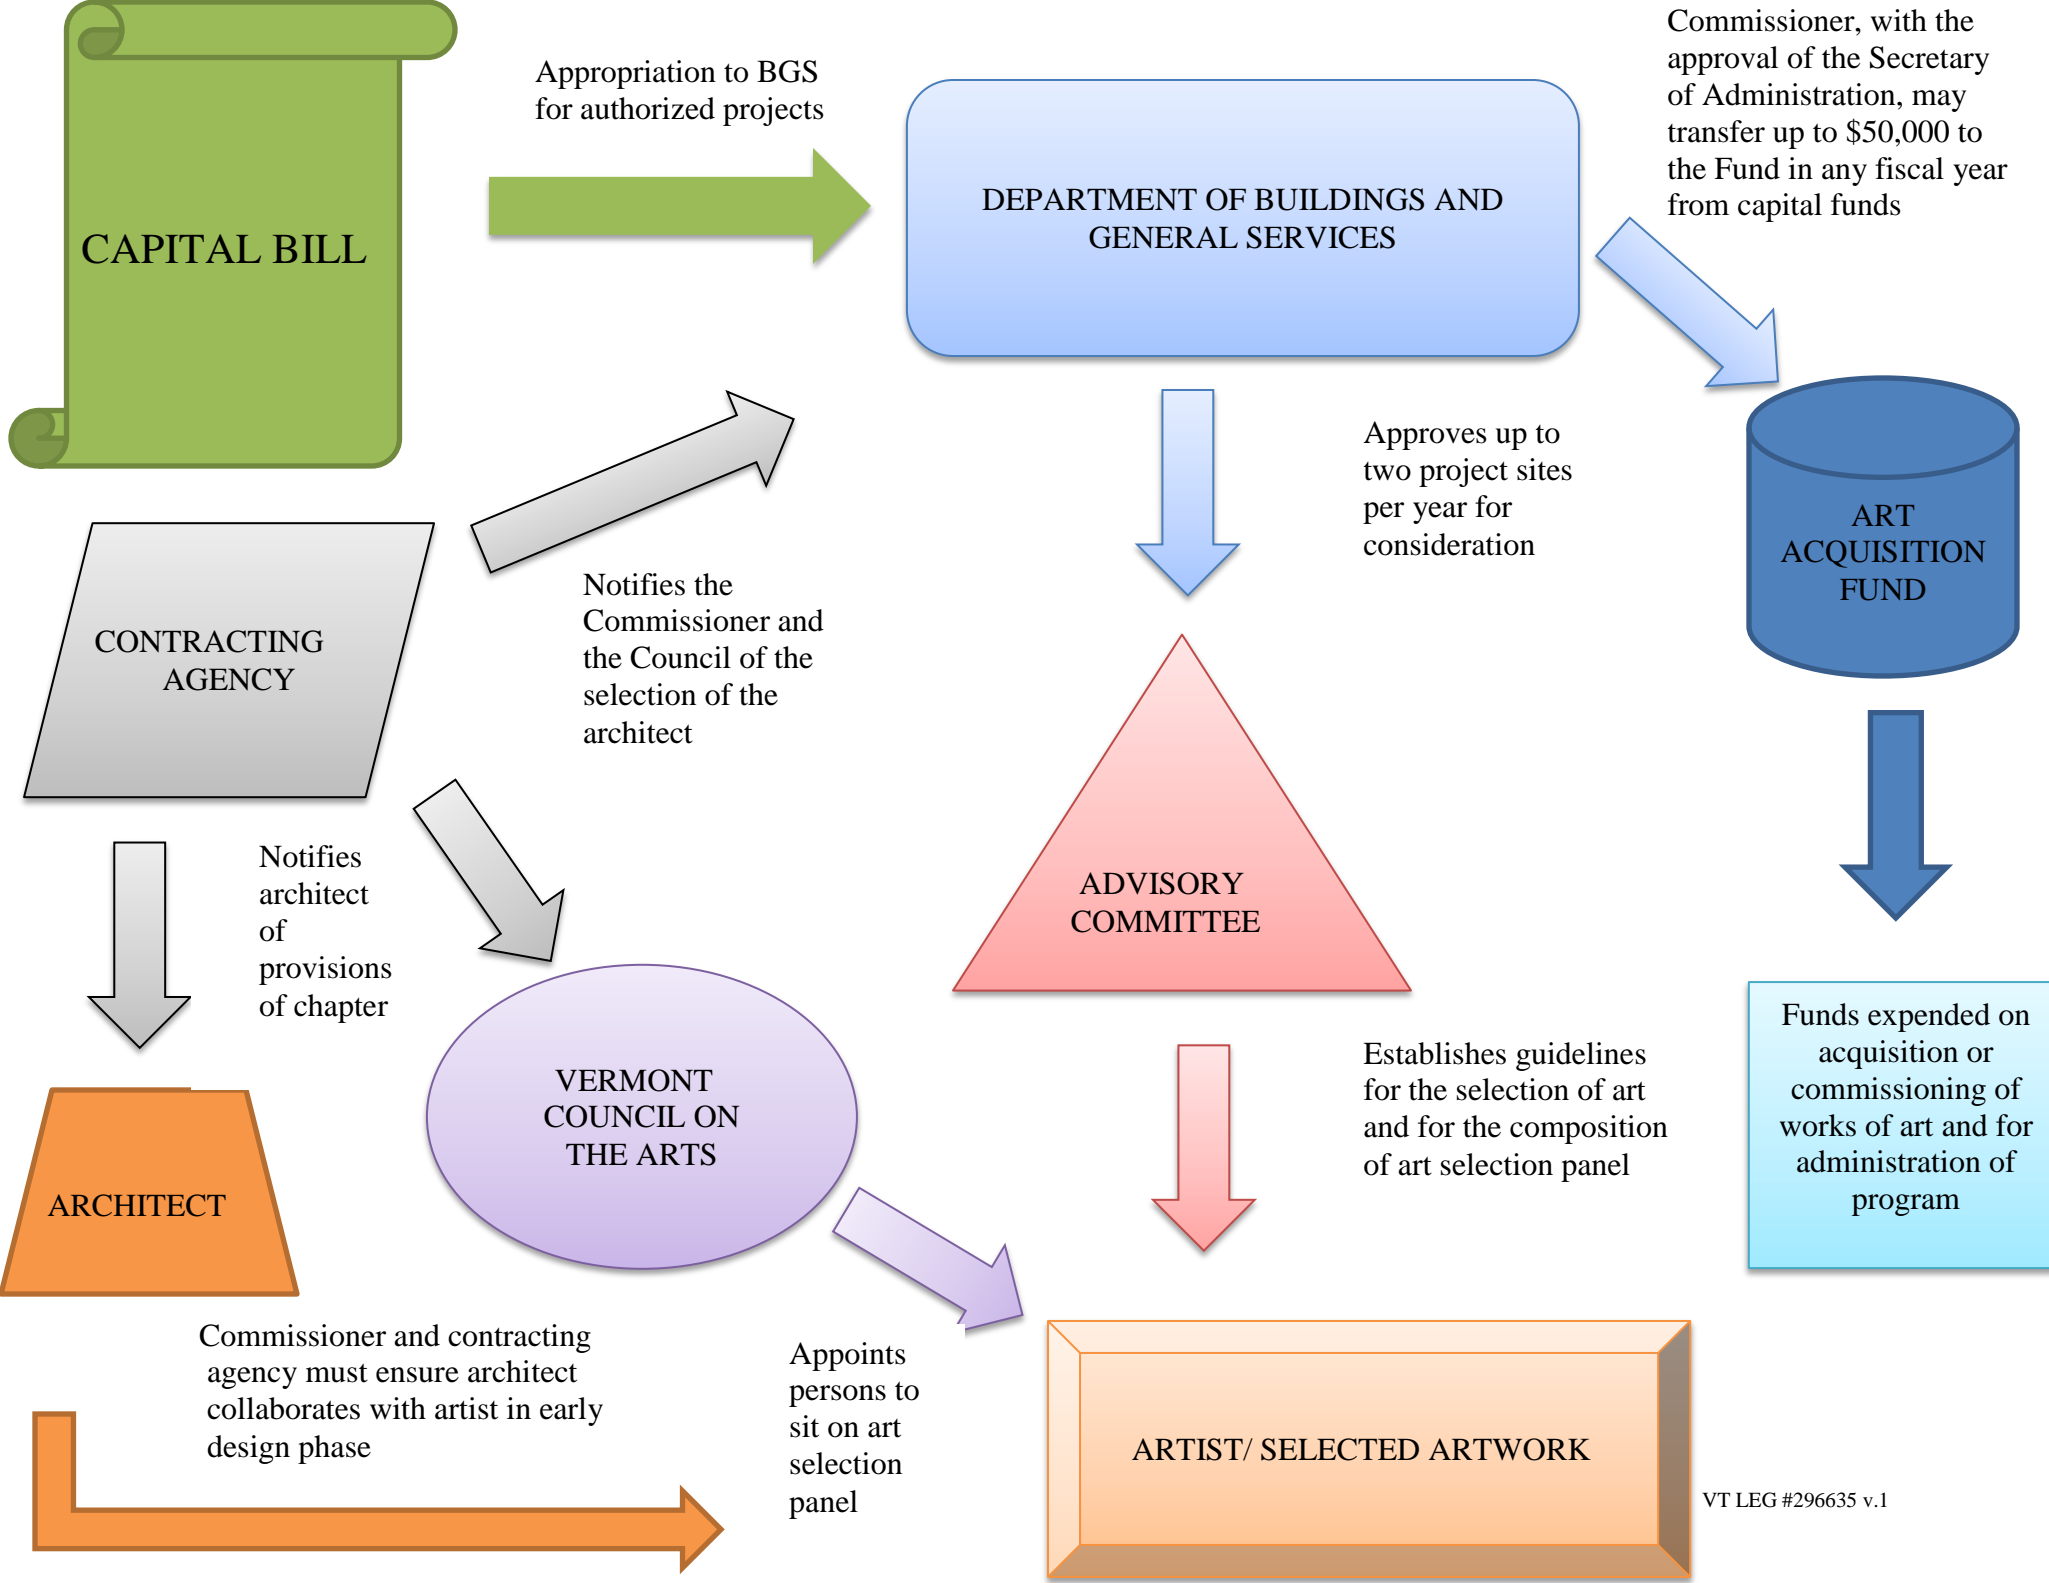 CAPITAL BILL
Appropriation to BGS
for authorized projects
DEPARTMENT OF BUILDINGS AND
GENERAL SERVICES
Commissioner, with the
approval of the Secretary
of Administration, may
transfer up to $50,000 to
the Fund in any fiscal year
from capital funds
CONTRACTING
AGENCY
Notifies the
Commissioner and
the Council of the
selection of the
architect
Approves up to
two project sites
per year for
consideration
ART
ACQUISITION
FUND
Notifies
architect
of
provisions
of chapter
ADVISORY
COMMITTEE
ARCHITECT
VERMONT
COUNCIL ON
THE ARTS
Establishes guidelines
for the selection of art
and for the composition
of art selection panel
Funds expended on
acquisition or
commissioning of
works of art and for
administration of
program
Commissioner and contracting
agency must ensure architect
collaborates with artist in early
design phase
Appoints
persons to
sit on art
selection
panel
ARTIST/ SELECTED ARTWORK
VT LEG #296635 v.1